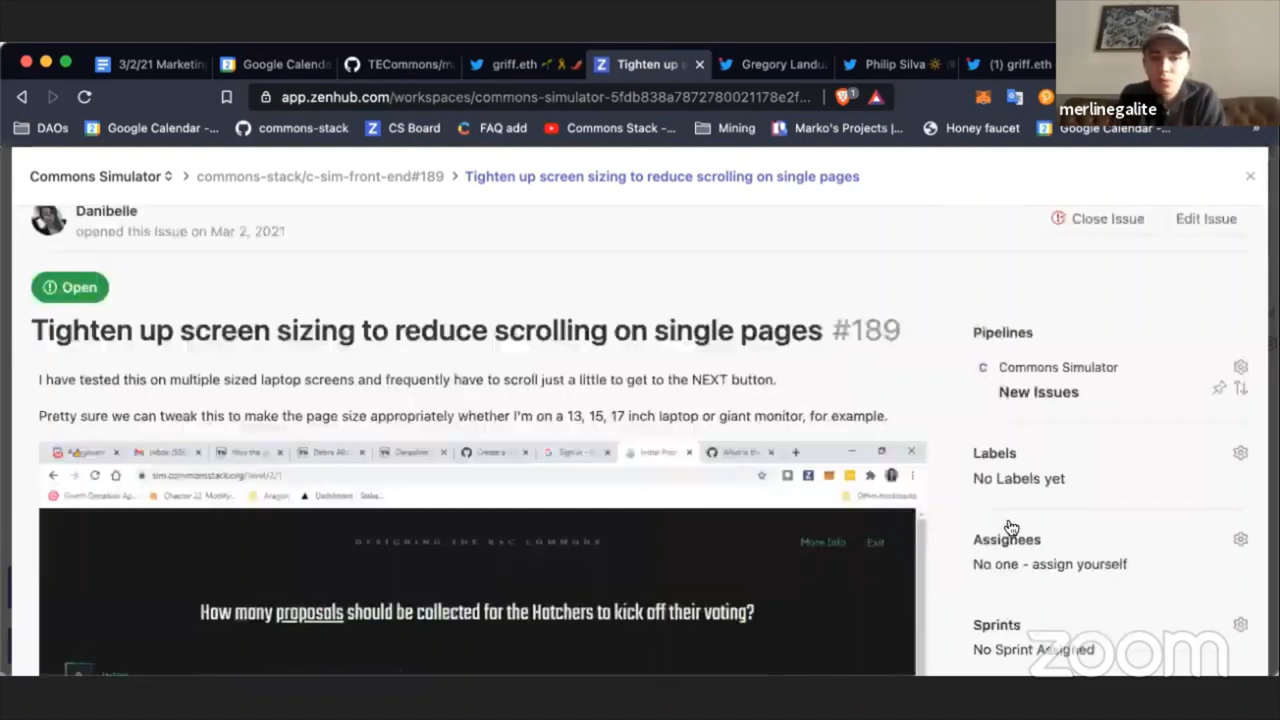 3/2/21 Marketin
Google Calenda
TECommons/m
griff.eth
Tighten up s
Gregory Landu
Philip Silva
(1) griff.eth
merlinegalite
app.zenhub.com/workspaces/commons-simulator-5fdb838a7872780021178e2f...
1
DAOs
Google Calendar -...
commons-stack
CS Board
FAQ add
Commons Stack -...
Mining
Marko's Projects |...
Honey faucet
Google Calendar -...
»
Commons Simulator > commons-stack/c-sim-front-end#189 > Tighten up screen sizing to reduce scrolling on single pages
Danibelle
opened this issue on Mar 2, 2021
Close Issue
Edit Issue
Open
Tighten up screen sizing to reduce scrolling on single pages #189
I have tested this on multiple sized laptop screens and frequently have to scroll just a little to get to the NEXT button.
Pretty sure we can tweak this to make the page size appropriately whether I'm on a 13, 15, 17 inch laptop or giant monitor, for example.
sim.commonsstack.org/level/2/1
DESIGNING THE
COMMONS
More Info
Exit
How many proposals should be collected for the Hatchers to kick off their voting?
Pipelines
C Commons Simulator
New Issues
Labels
No Labels yet
Assignees
No one - assign yourself
Sprints
No Sprint Assigned
zoom